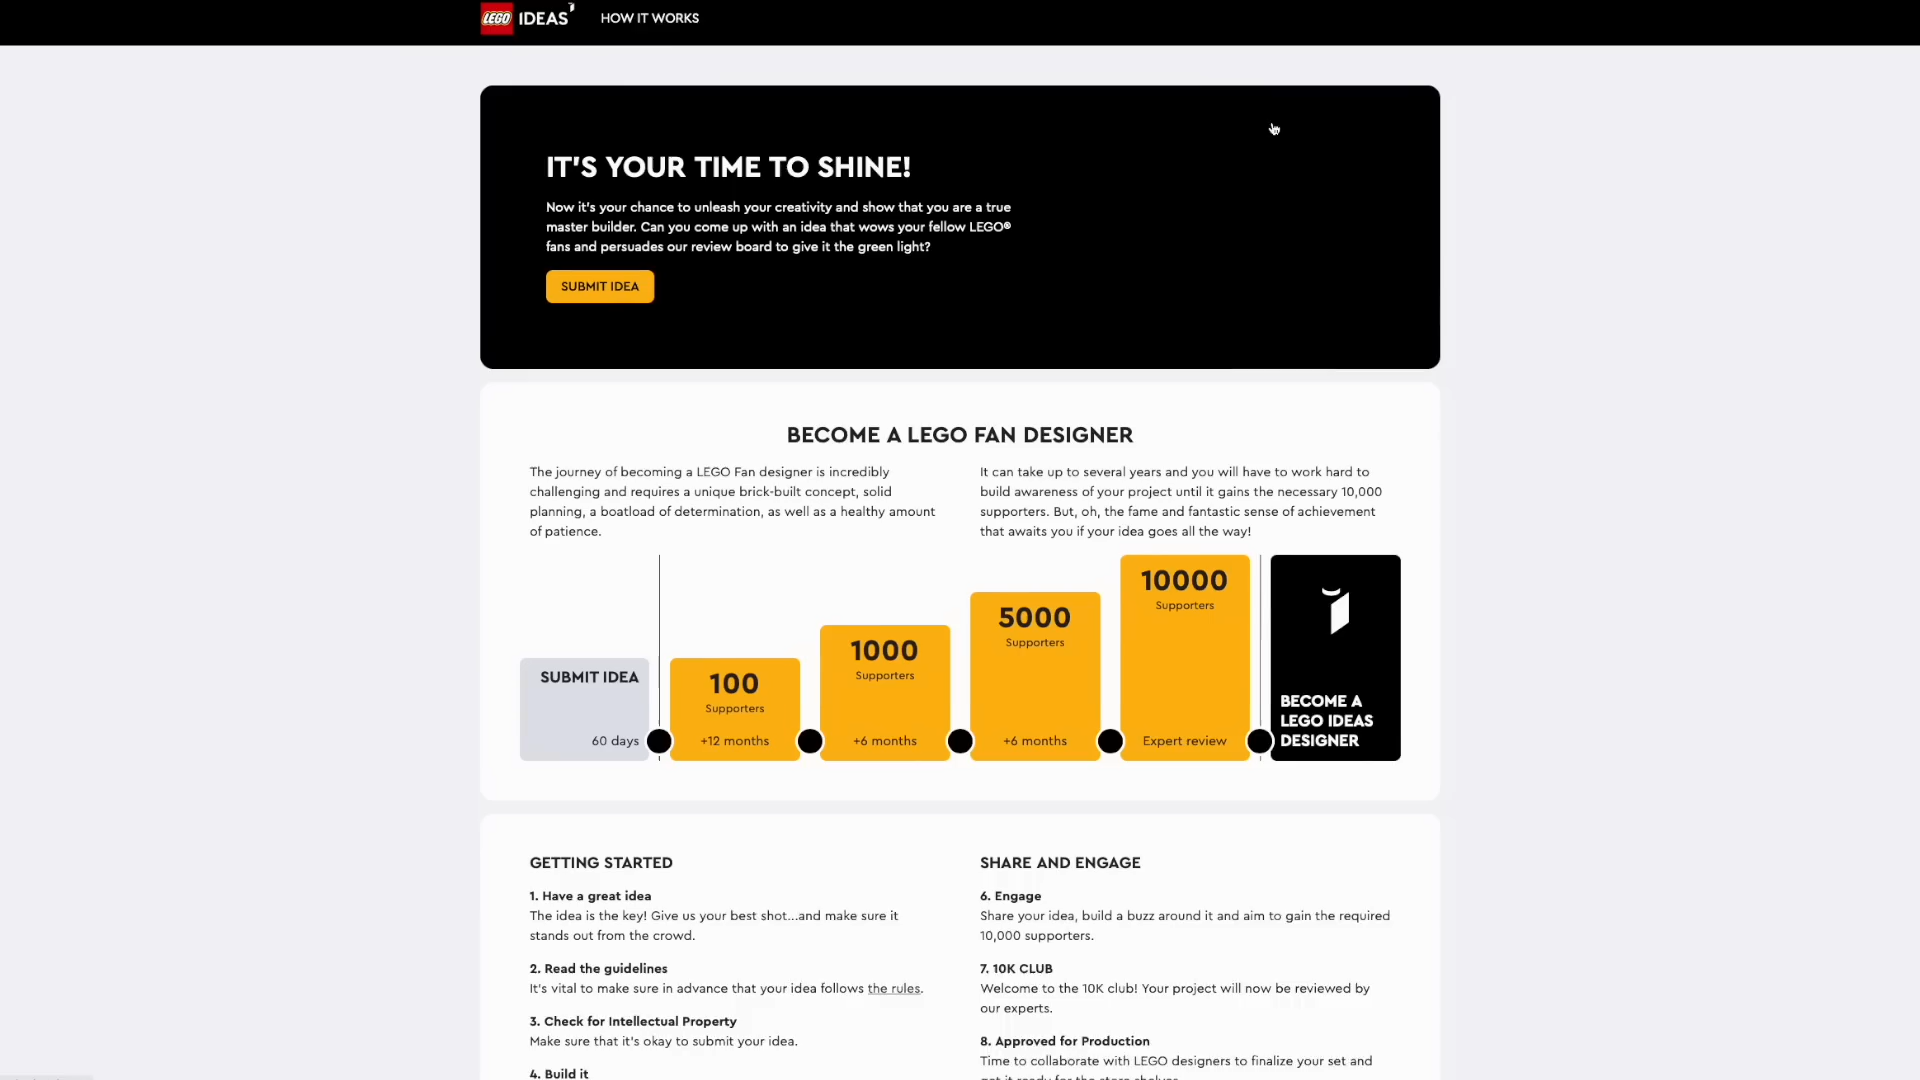 LEGO IDEAS HOW IT WORKS
IT'S YOUR TIME TO SHINE!
Now it's your chance to unleash your creativity and show that you are a true
master builder. Can you come up with an idea that wows your fellow LEGO®
fans and persuades our review board to give it the green light?
SUBMIT IDEA
BECOME A LEGO FAN DESIGNER
The journey of becoming a LEGO Fan designer is incredibly
challenging and requires a unique brick-built concept, solid
planning, a boatload of determination, as well as a healthy amount
of patience.
It can take up to several years and you will have to work hard to
build awareness of your project until it gains the necessary 10,000
supporters. But, oh, the fame and fantastic sense of achievement
that awaits you if your idea goes all the way!
SUBMIT IDEA
60 days
100
Supporters
+12 months
1000
Supporters
+6 months
5000
Supporters
+6 months
10000
Supporters
Expert review
BECOME A
LEGO IDEAS
DESIGNER
GETTING STARTED
1. Have a great idea
The idea is the key! Give us your best shot...and make sure it
stands out from the crowd.
2. Read the guidelines
It's vital to make sure in advance that your idea follows the rules.
3. Check for Intellectual Property
Make sure that it's okay to submit your idea.
4. Build it
SHARE AND ENGAGE
6. Engage
Share your idea, build a buzz around it and aim to gain the required
10,000 supporters.
7. 10K CLUB
Welcome to the 10K club! Your project will now be reviewed by
our experts.
8. Approved for Production
Time to collaborate with LEGO designers to finalize your set and
get it ready for the store shelves.